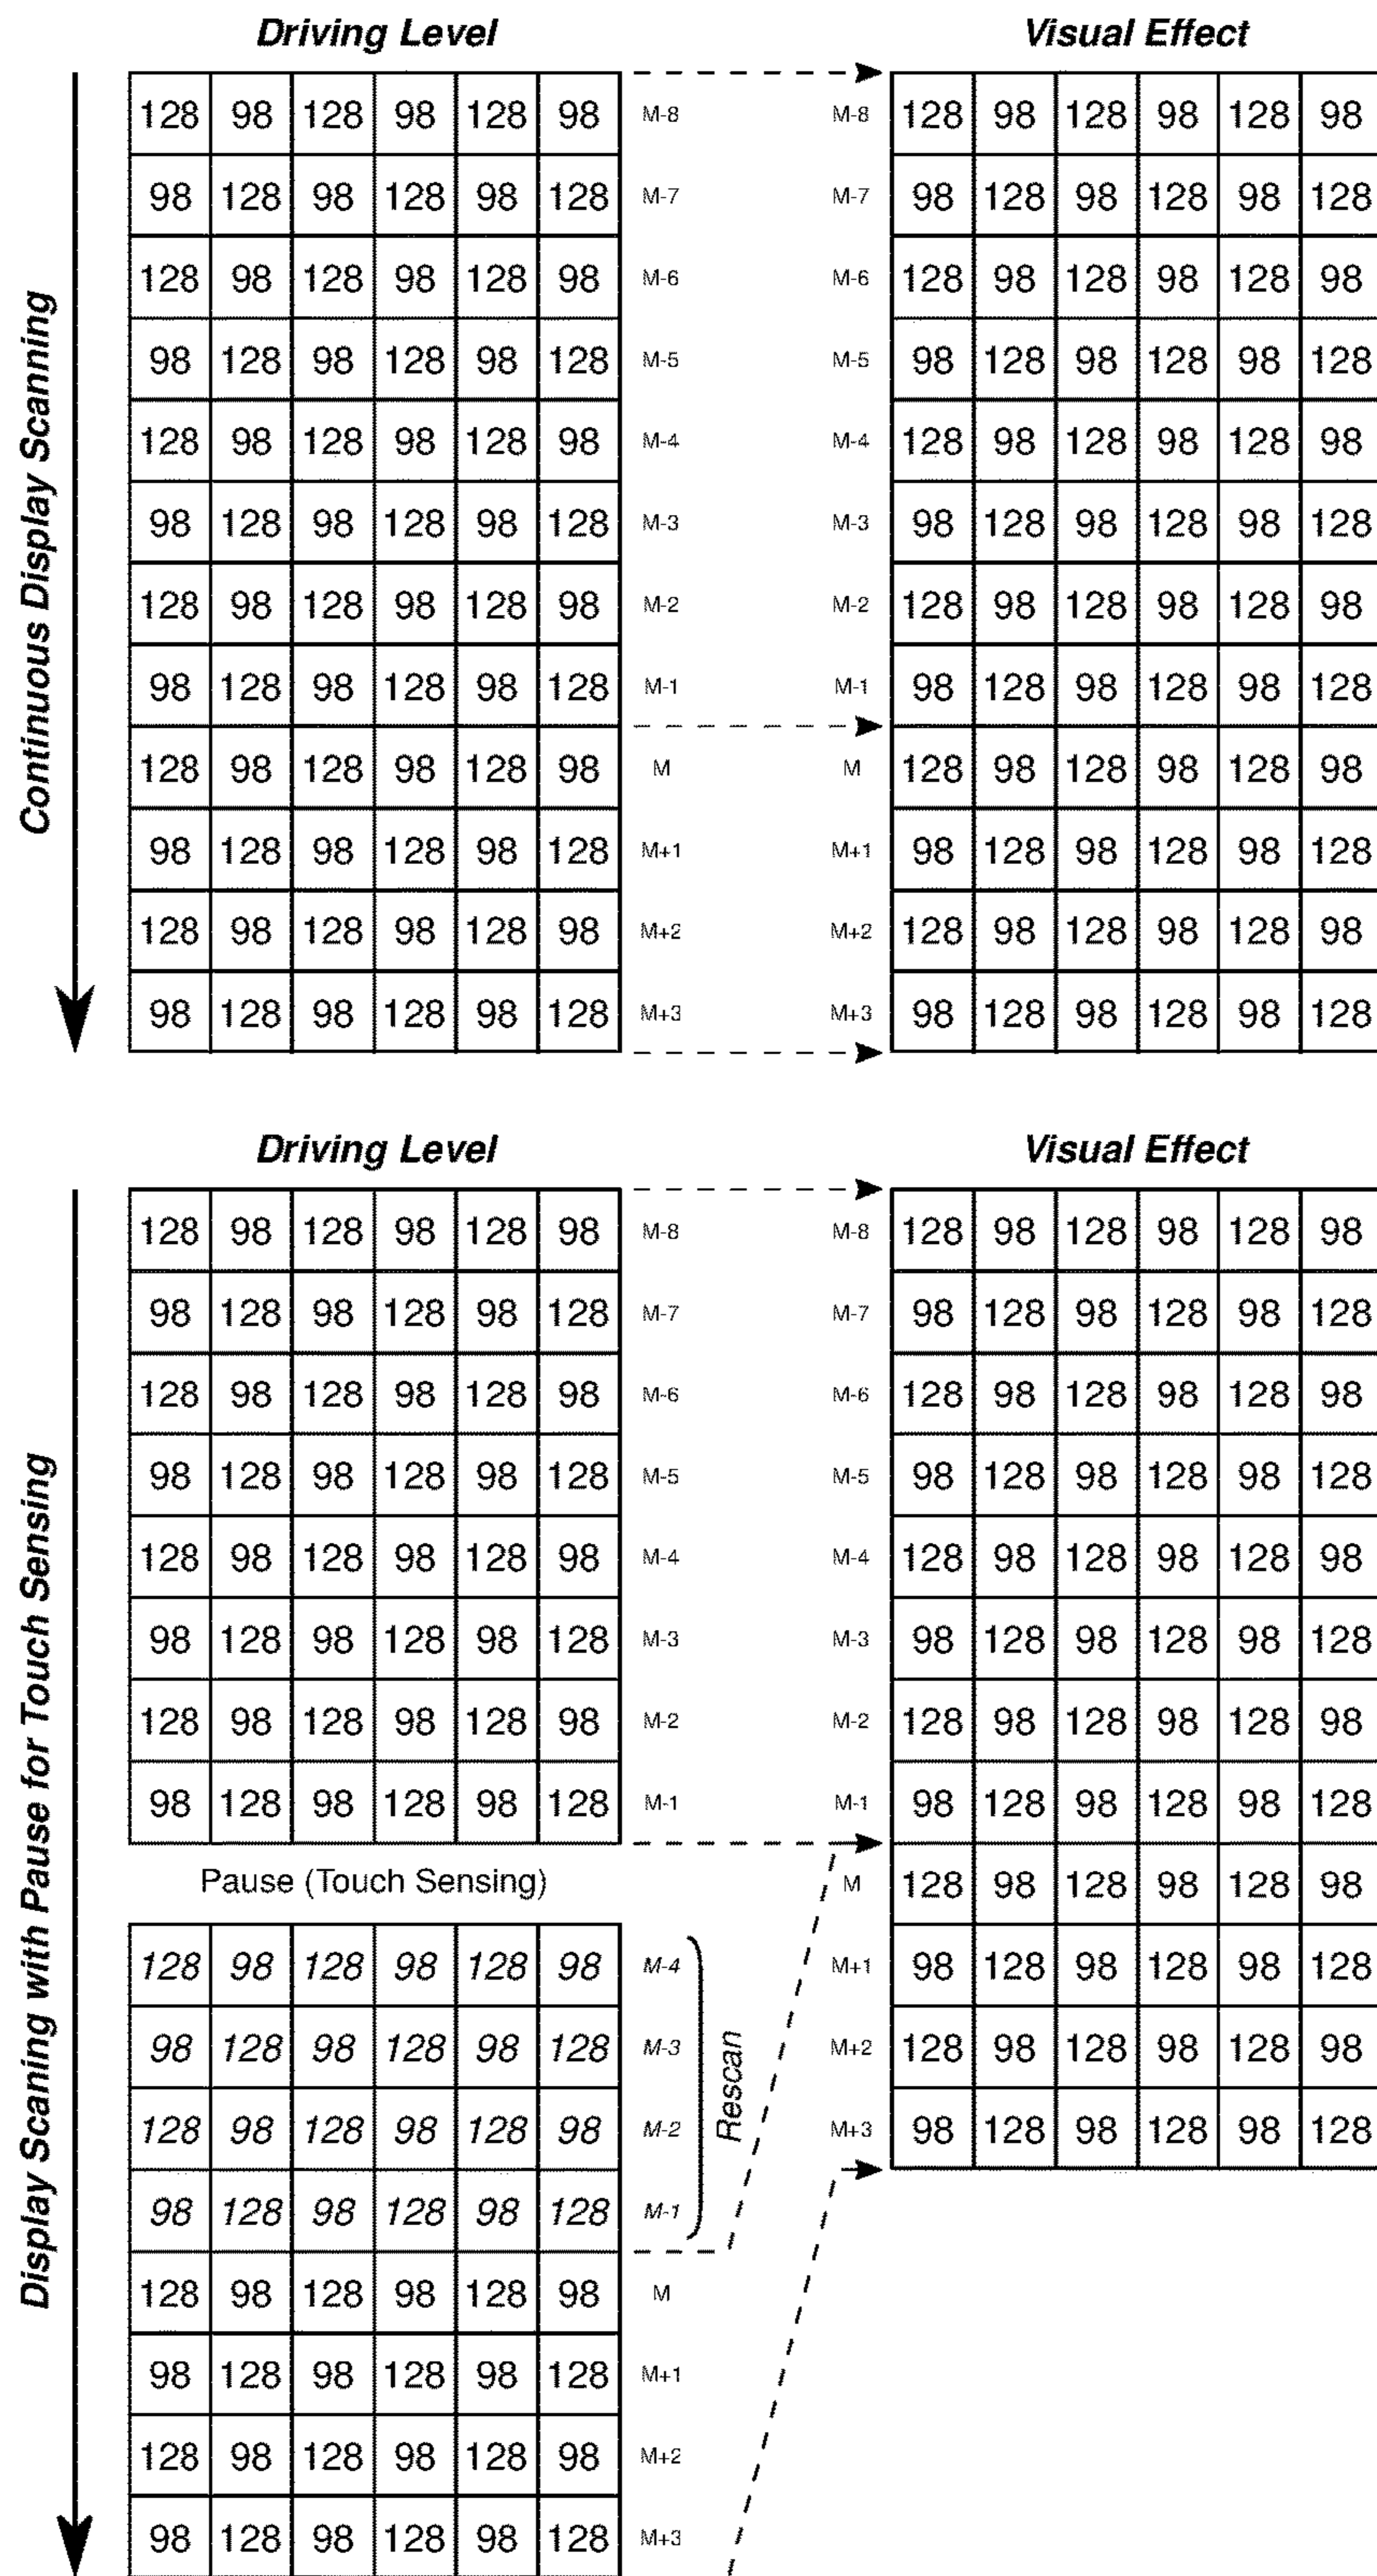 Driving Level Visual Effect
Continuous Display Scanning
128 98 128 98 128 98 M-8 M-8 128 98 128 98 128 98
98 128 98 128 98 128 M-7 M-7 98 128 98 128 98 128
128 98 128 98 128 98 M-6 M-6 128 98 128 98 128 98
98 128 98 128 98 128 M-5 M-5 98 128 98 128 98 128
128 98 128 98 128 98 M-4 M-4 128 98 128 98 128 98
98 128 98 128 98 128 M-3 M-3 98 128 98 128 98 128
128 98 128 98 128 98 M-2 M-2 128 98 128 98 128 98
98 128 98 128 98 128 M-1 M-1 98 128 98 128 98 128
128 98 128 98 128 98 M M 128 98 128 98 128 98
98 128 98 128 98 128 M+1 M+1 98 128 98 128 98 128
128 98 128 98 128 98 M+2 M+2 128 98 128 98 128 98
98 128 98 128 98 128 M+3 M+3 98 128 98 128 98 128
Driving Level Visual Effect
Display Scaning with Pause for Touch Sensing
128 98 128 98 128 98 M-8 M-8 128 98 128 98 128 98
98 128 98 128 98 128 M-7 M-7 98 128 98 128 98 128
128 98 128 98 128 98 M-6 M-6 128 98 128 98 128 98
98 128 98 128 98 128 M-5 M-5 98 128 98 128 98 128
128 98 128 98 128 98 M-4 M-4 128 98 128 98 128 98
98 128 98 128 98 128 M-3 M-3 98 128 98 128 98 128
128 98 128 98 128 98 M-2 M-2 128 98 128 98 128 98
98 128 98 128 98 128 M-1 M-1 98 128 98 128 98 128
Pause (Touch Sensing) M 128 98 128 98 128 98
128 98 128 98 128 98 M-4 M+1 98 128 98 128 98 128
98 128 98 128 98 128 M-3 M+2 128 98 128 98 128 98
Rescan
128 98 128 98 128 98 M-2 M+3 98 128 98 128 98 128
98 128 98 128 98 128 M-1
128 98 128 98 128 98 M
98 128 98 128 98 128 M+1
128 98 128 98 128 98 M+2
98 128 98 128 98 128 M+3